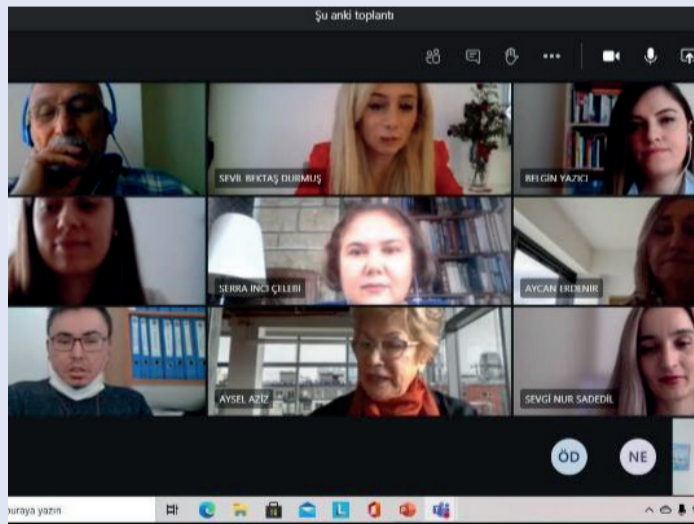 Şu anki toplantı
SEVİL BEKTAŞ DURMUŞ
BELGİN YAZICI
SERRA İNCİ ÇELEBİ
AYCAN ERDENİR
AYSEL AZİZ
SEVGİ NUR SADEDİL
ÖD
NE
buraya yazın